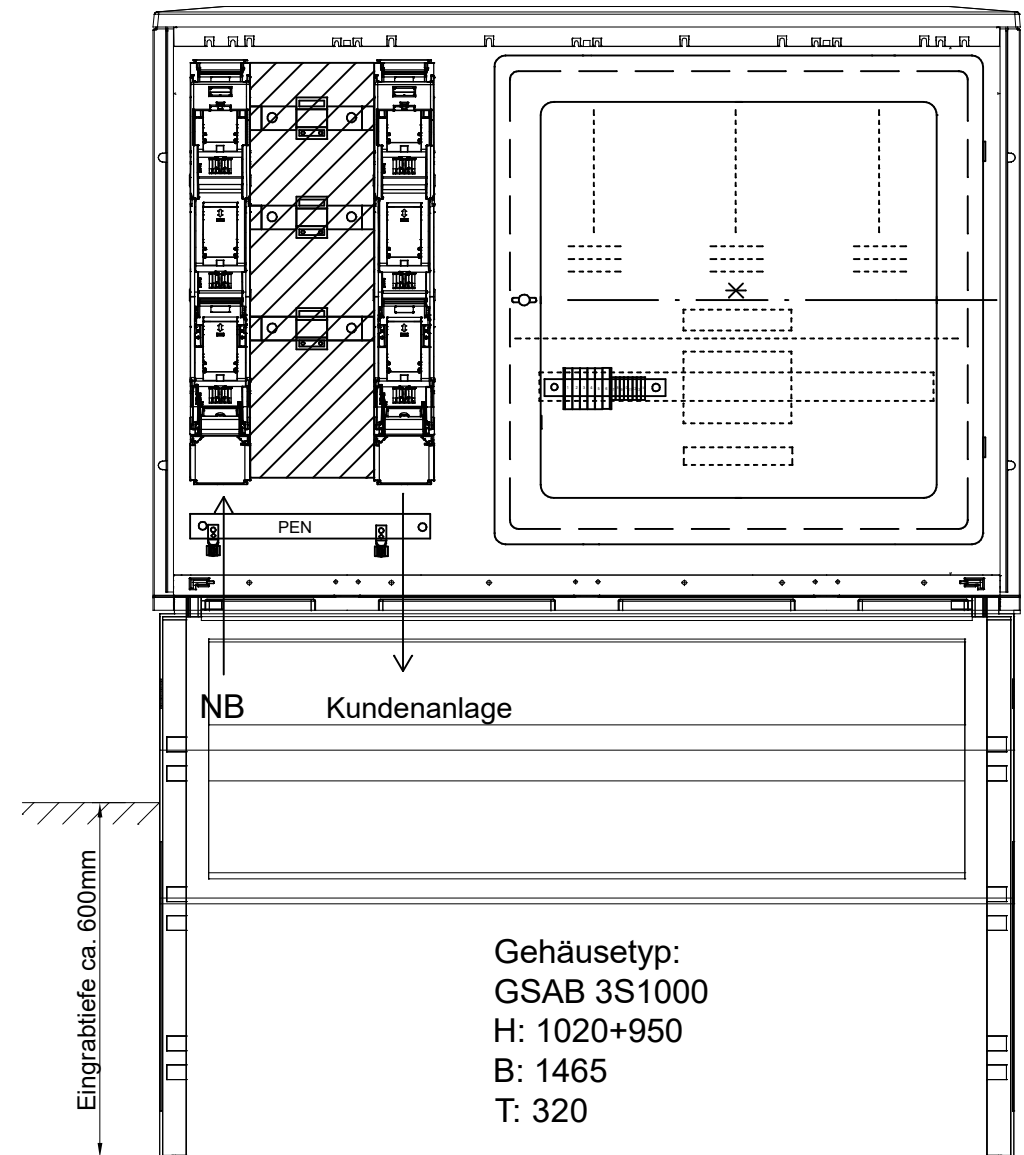 PEN
NB
Kundenanlage
Eingrabtiefe ca. 600mm
Gehäusetyp:
GSAB 3S1000
H: 1020+950
B: 1465
T: 320